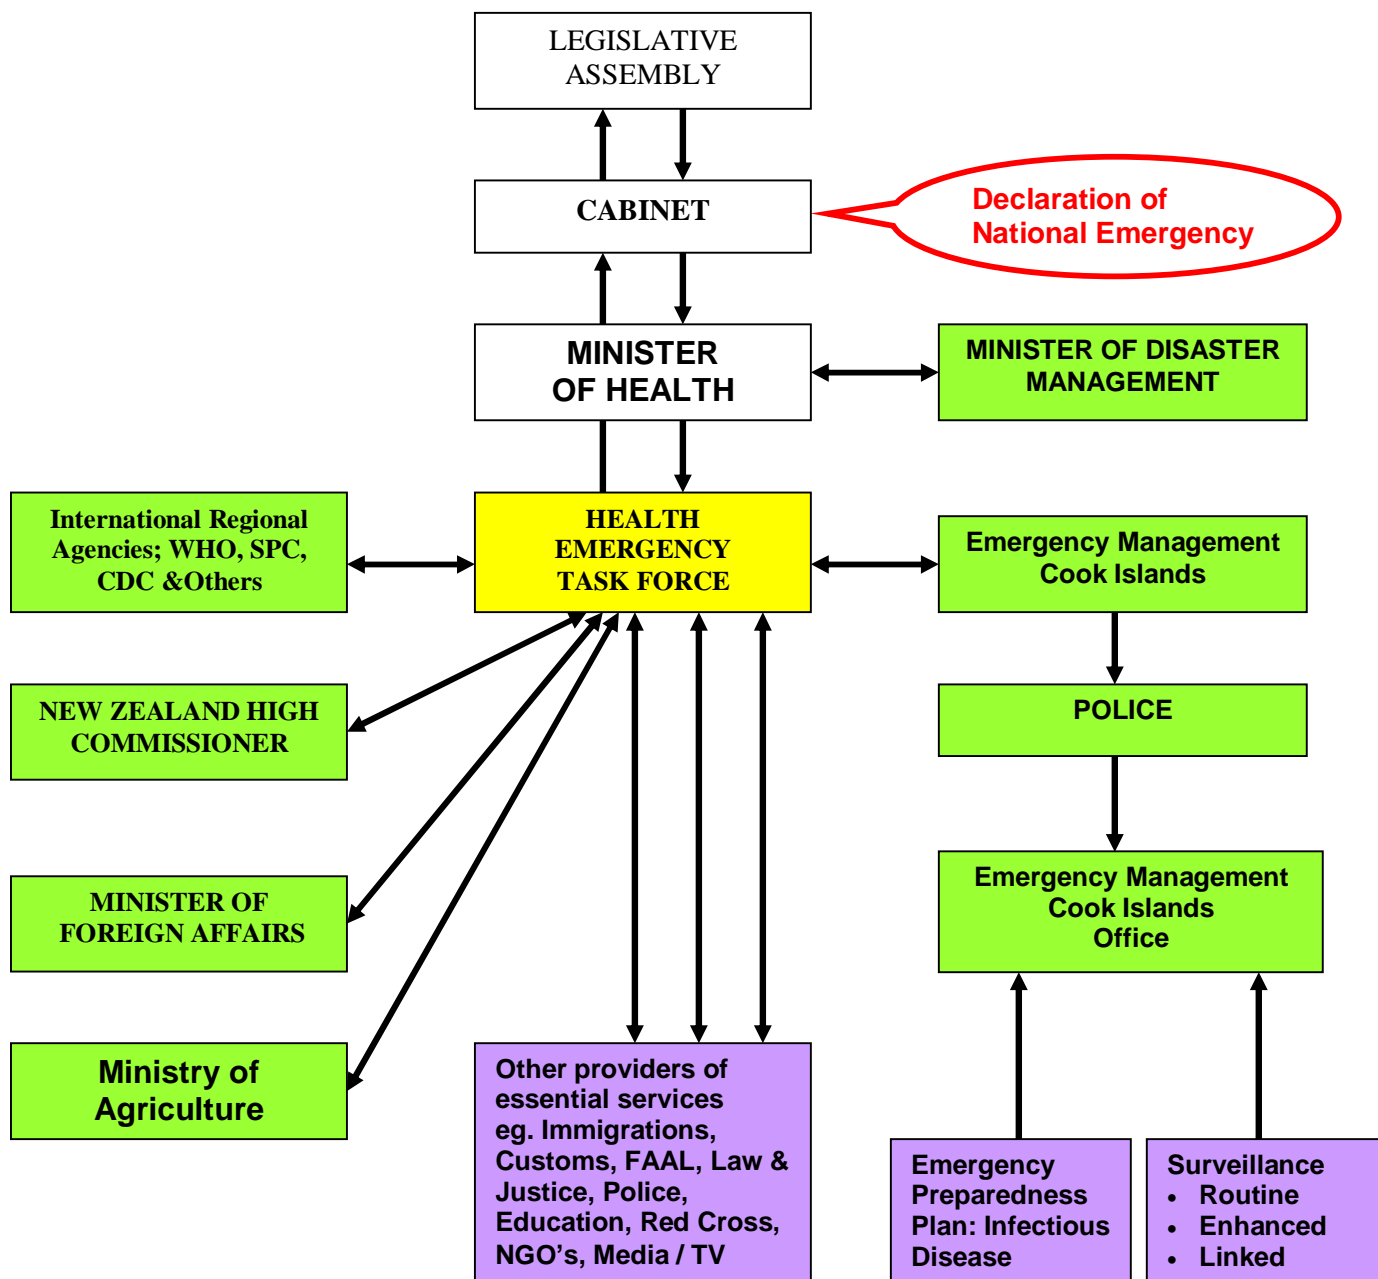 LEGISLATIVE
ASSEMBLY
CABINET
Declaration of
National Emergency
MINISTER
OF HEALTH
MINISTER OF DISASTER
MANAGEMENT
International Regional
Agencies; WHO, SPC,
CDC &Others
HEALTH
EMERGENCY
TASK FORCE
Emergency Management
Cook Islands
NEW ZEALAND HIGH
COMMISSIONER
POLICE
MINISTER OF
FOREIGN AFFAIRS
Emergency Management
Cook Islands
Office
Ministry of
Agriculture
Other providers of
essential services
eg. Immigrations,
Customs, FAAL, Law &
Justice, Police,
Education, Red Cross,
NGO's, Media / TV
Emergency
Preparedness
Plan: Infectious
Disease
Surveillance
• Routine
• Enhanced
• Linked